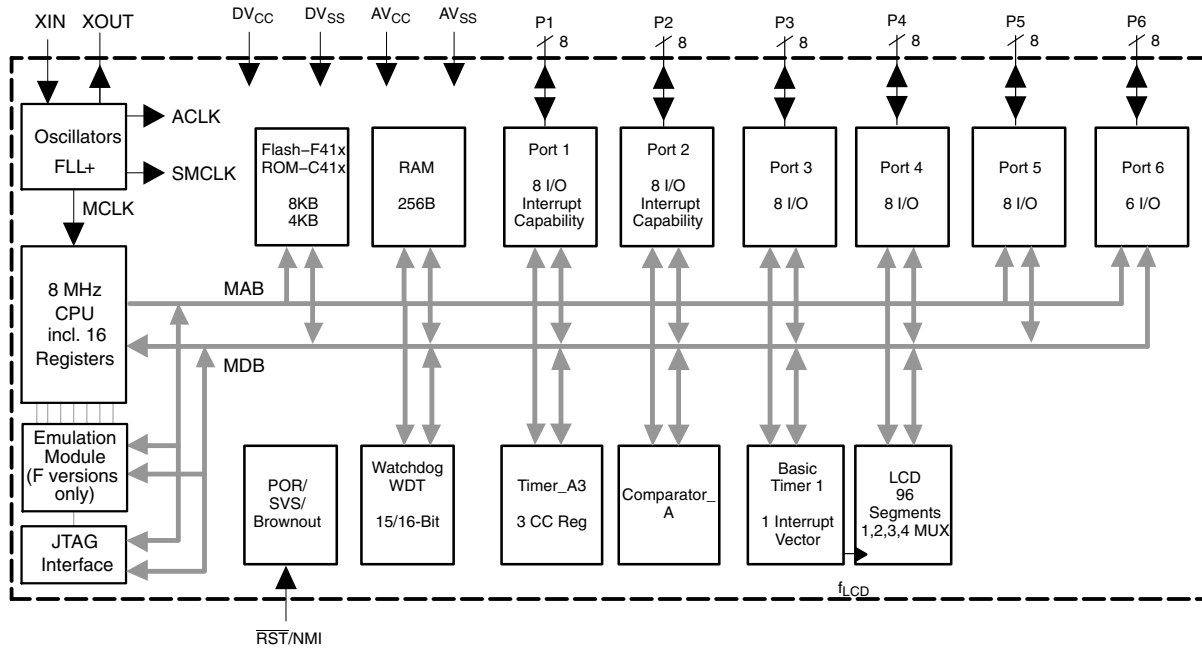 XIN XOUT DVCC DVSS AVCC AVSS P1 P2 P3 P4 P5 P6
8 8 8 8 8 8
Oscillators
FLL+
ACLK
SMCLK
MCLK
Flash–F41x
ROM–C41x
8KB
4KB
RAM
256B
Port 1
8 I/O
Interrupt
Capability
Port 2
8 I/O
Interrupt
Capability
Port 3
8 I/O
Port 4
8 I/O
Port 5
8 I/O
Port 6
6 I/O
8 MHz
CPU
incl. 16
Registers
MAB
MDB
Emulation
Module
(F versions
only)
JTAG
Interface
POR/
SVS/
Brownout
Watchdog
WDT
15/16-Bit
Timer_A3
3 CC Reg
Comparator_
A
Basic
Timer 1
1 Interrupt
Vector
LCD
96
Segments
1,2,3,4 MUX
fLCD
RST/NMI